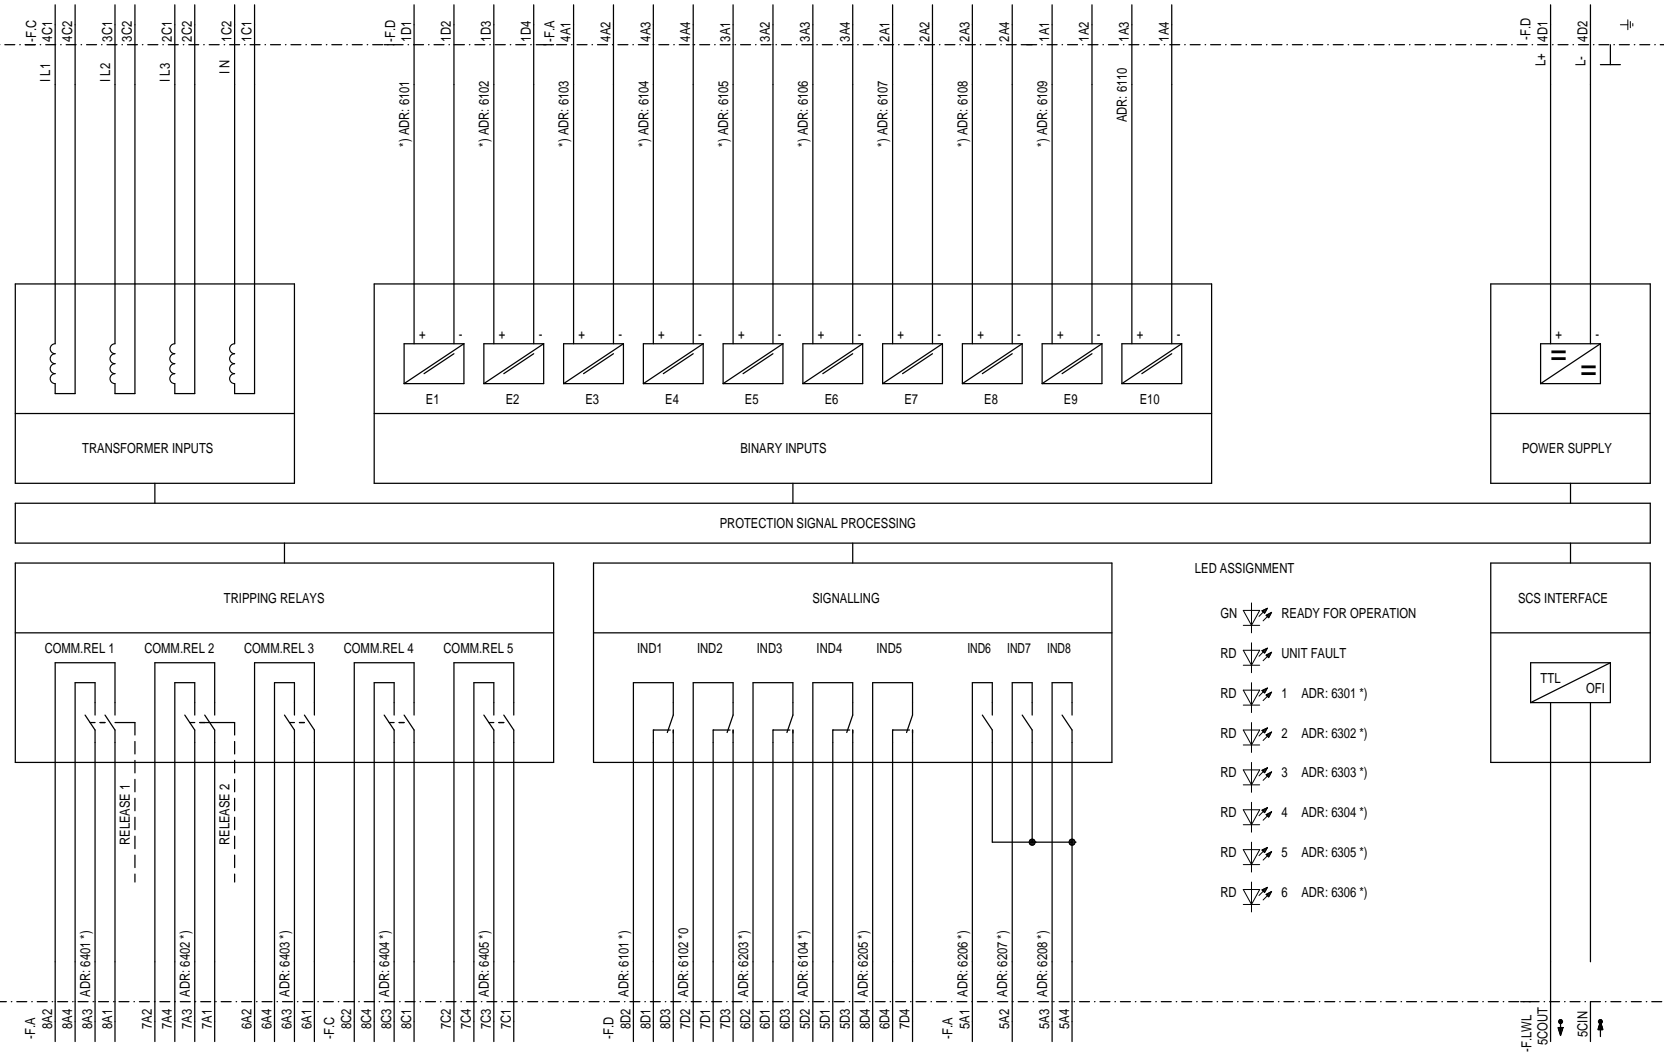 -F.C
4C1
4C2
3C1
3C2
2C1
2C2
1C2
1C1
-F.D
1D1
1D2
1D3
1D4
-F.A
4A1
4A2
4A3
4A4
3A1
3A2
3A3
3A4
2A1
2A2
2A3
2A4
1A1
1A2
1A3
1A4
-F.D
4D1
4D2
I L1
I L2
I L3
I N
L+
L-
*) ADR: 6101
*) ADR: 6102
*) ADR: 6103
*) ADR: 6104
*) ADR: 6105
*) ADR: 6106
*) ADR: 6107
*) ADR: 6108
*) ADR: 6109
ADR: 6110
+ - + - + - + - + - + - + - + - + - + -
+ -
E1 E2 E3 E4 E5 E6 E7 E8 E9 E10
TRANSFORMER INPUTS
BINARY INPUTS
POWER SUPPLY
PROTECTION SIGNAL PROCESSING
TRIPPING RELAYS
COMM.REL 1 COMM.REL 2 COMM.REL 3 COMM.REL 4 COMM.REL 5
RELEASE 1
RELEASE 2
SIGNALLING
IND1 IND2 IND3 IND4 IND5 IND6 IND7 IND8
LED ASSIGNMENT
GN READY FOR OPERATION
RD UNIT FAULT
RD 1 ADR: 6301 *)
RD 2 ADR: 6302 *)
RD 3 ADR: 6303 *)
RD 4 ADR: 6304 *)
RD 5 ADR: 6305 *)
RD 6 ADR: 6306 *)
SCS INTERFACE
TTL
OFI
ADR: 6401 *)
ADR: 6402 *)
ADR: 6403 *)
ADR: 6404 *)
ADR: 6405 *)
ADR: 6101 *)
ADR: 6102 *0
ADR: 6203 *)
ADR: 6104 *)
ADR: 6205 *)
ADR: 6206 *)
ADR: 6207 *)
ADR: 6208 *)
-F.A
8A2
8A4
8A3
8A1
7A2
7A4
7A3
7A1
6A2
6A4
6A3
6A1
-F.C
8C2
8C4
8C3
8C1
7C2
7C4
7C3
7C1
-F.D
8D2
8D1
8D3
7D2
7D1
7D3
6D2
6D1
6D3
5D2
5D1
5D3
8D4
6D4
7D4
-F.A
5A1
5A2
5A3
5A4
-F.LWL
5COUT
5CIN